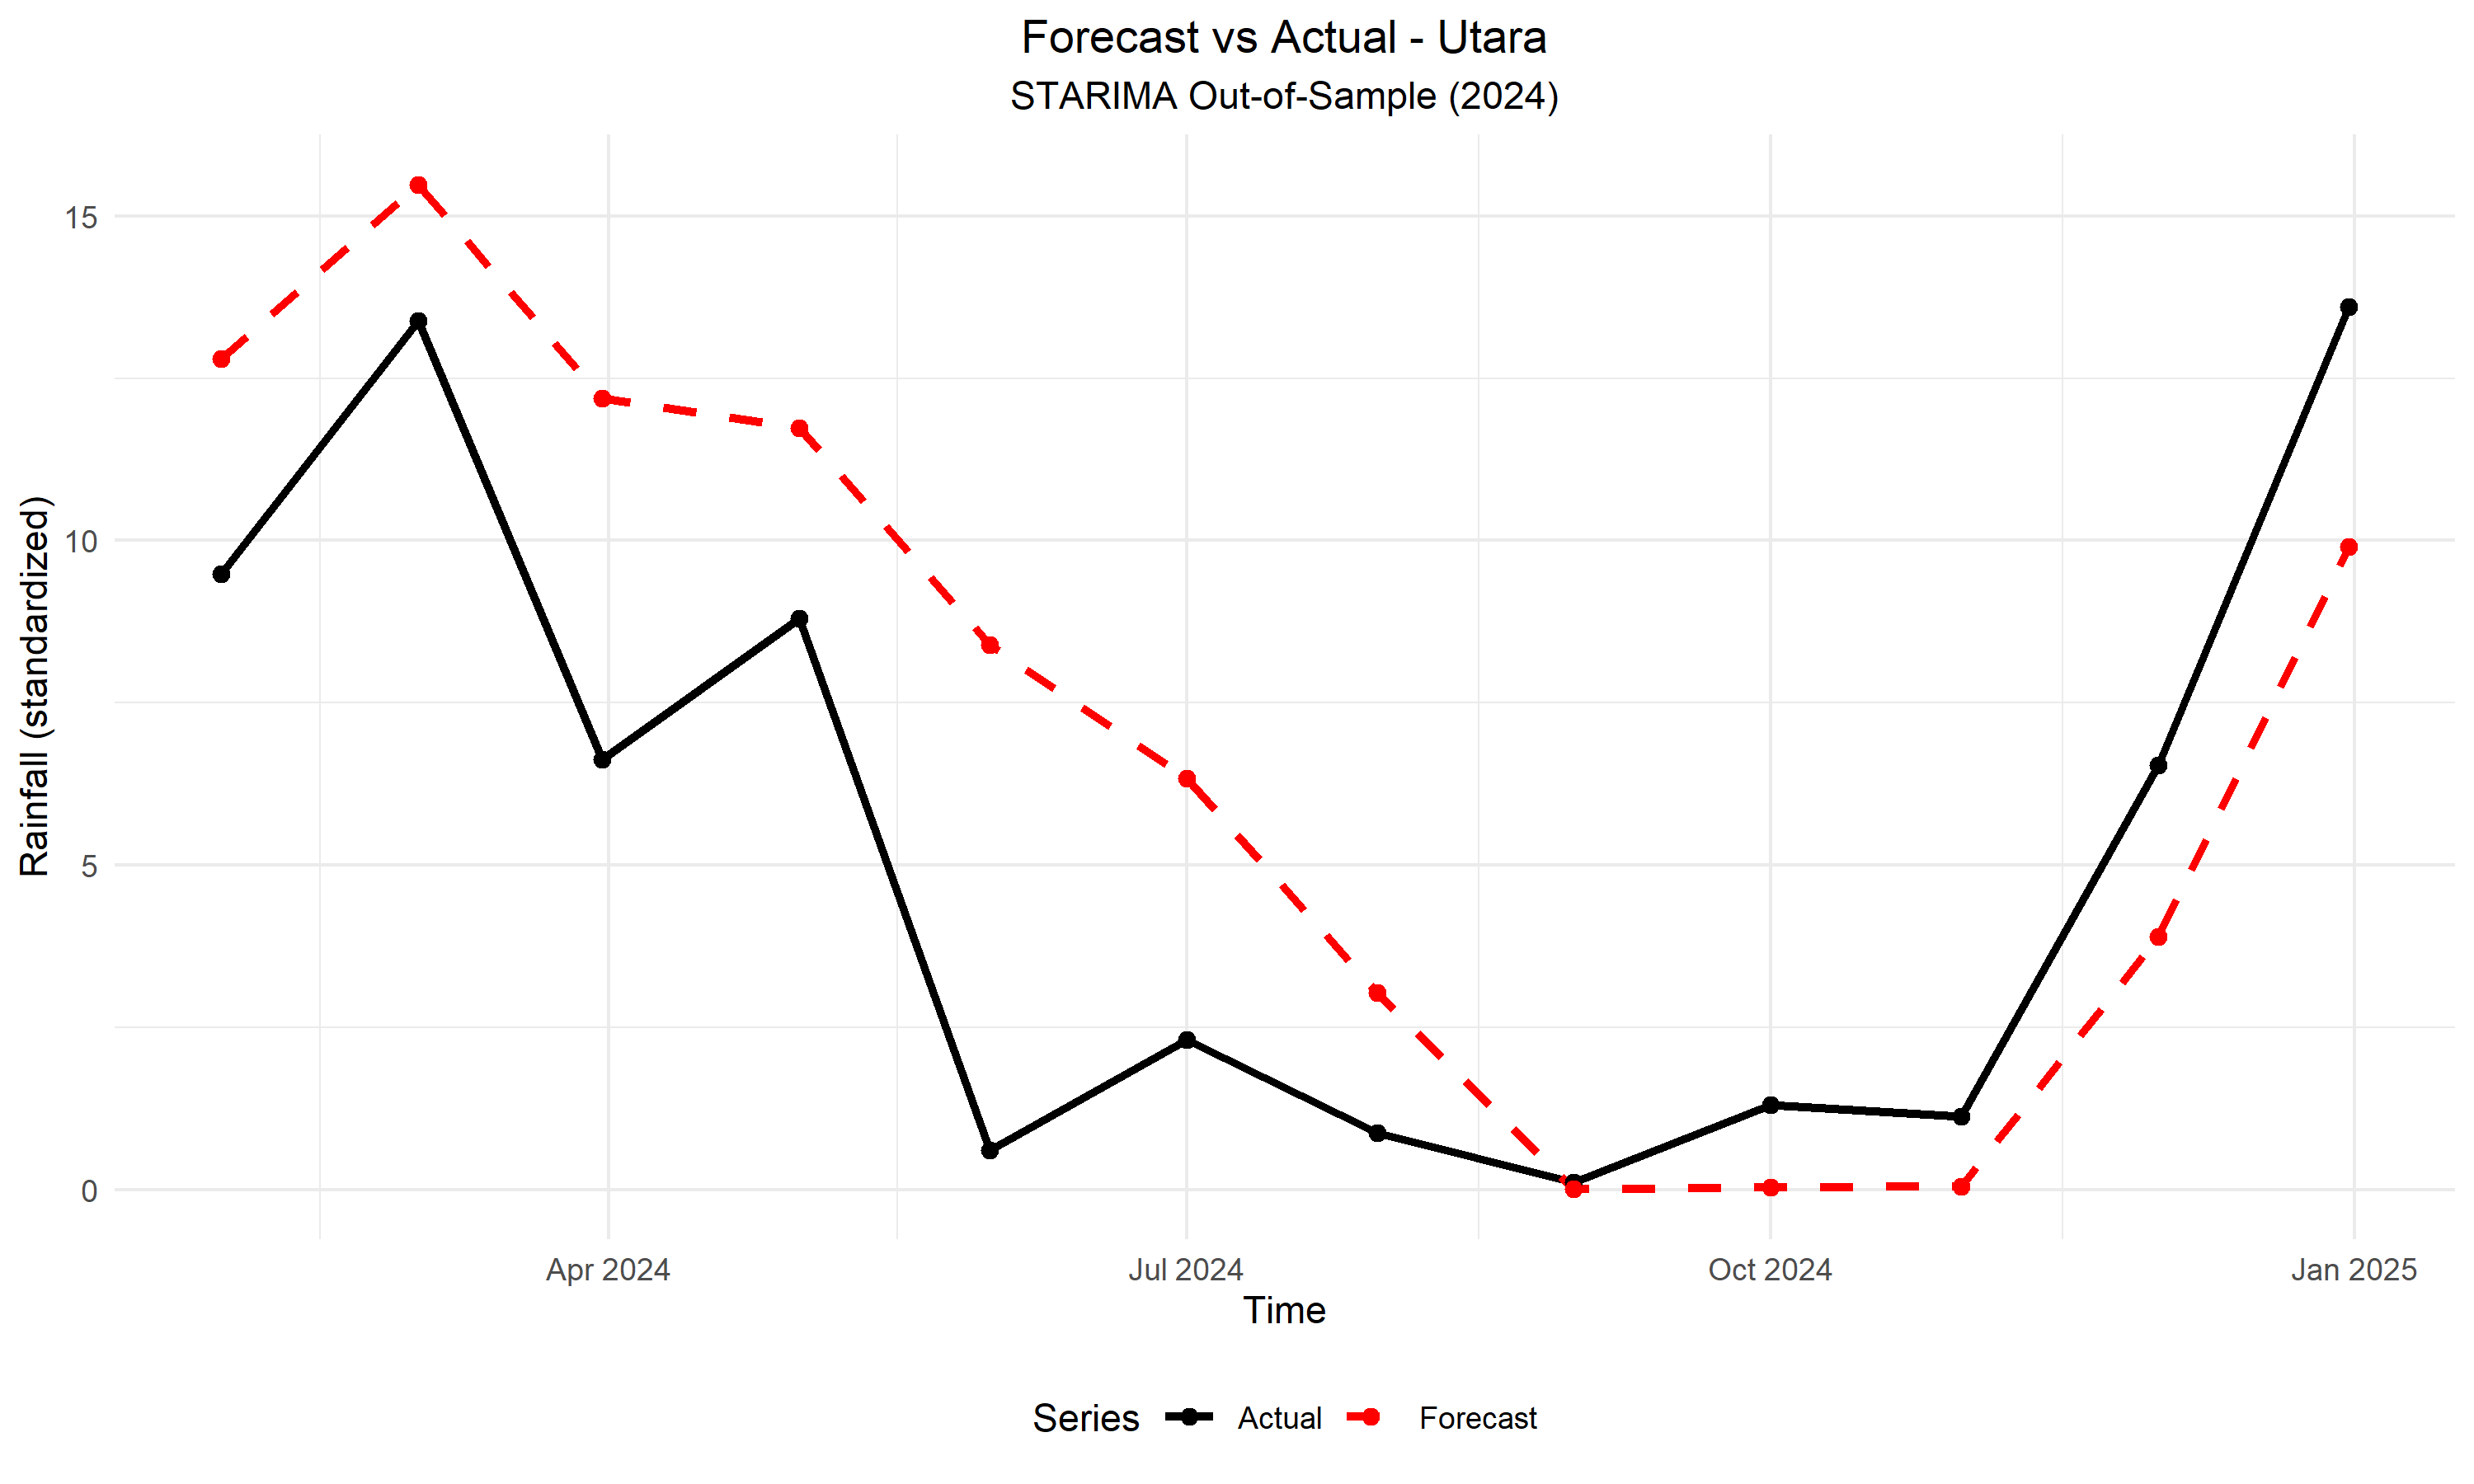 Forecast vs Actual - Utara
STARIMA Out-of-Sample (2024)
Rainfall (standardized)
15
10
5
0
Apr 2024 Jul 2024 Oct 2024 Jan 2025
Time
Series Actual Forecast